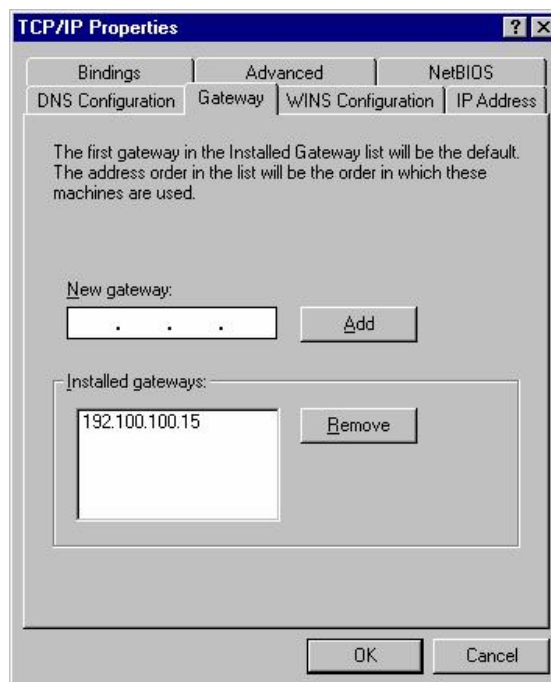 TCP/IP Properties
Bindings
Advanced
NetBIOS
DNS Configuration
Gateway
WINS Configuration
IP Address
The first gateway in the Installed Gateway list will be the default.
The address order in the list will be the order in which these
machines are used.
New gateway:
. . .
Add
Installed gateways:
192.100.100.15
Remove
OK
Cancel